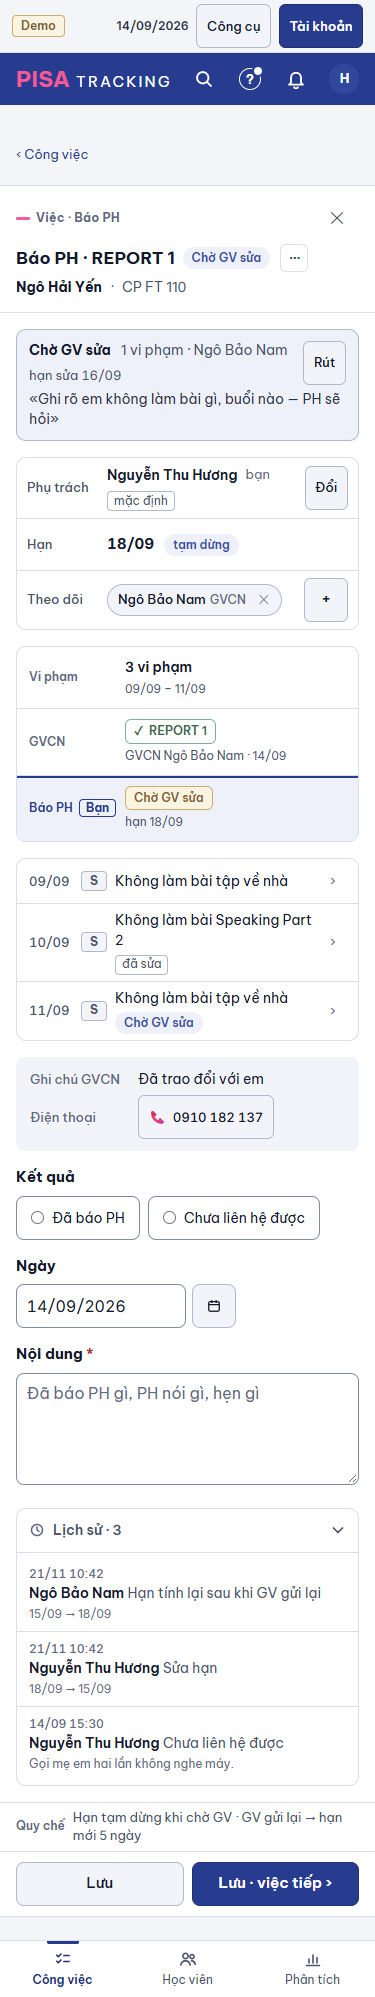 Demo 14/09/2026 Công cụ Tài khoản
PISA TRACKING ? H
‹ Công việc
Việc · Báo PH
Báo PH · REPORT 1 Chờ GV sửa ···
Ngô Hải Yến · CP FT 110
Chờ GV sửa 1 vi phạm · Ngô Bảo Nam Rút
hạn sửa 16/09
«Ghi rõ em không làm bài gì, buổi nào — PH sẽ
hỏi»
Phụ trách Nguyễn Thu Hương bạn Đổi
mặc định
Hạn 18/09 tạm dừng
Theo dõi Ngô Bảo Nam GVCN × +
Vi phạm 3 vi phạm
09/09 – 11/09
GVCN ✓ REPORT 1
GVCN Ngô Bảo Nam · 14/09
Báo PH Bạn Chờ GV sửa
hạn 18/09
09/09 S Không làm bài tập về nhà ›
10/09 S Không làm bài Speaking Part
2 ›
đã sửa
11/09 S Không làm bài tập về nhà ›
Chờ GV sửa
Ghi chú GVCN Đã trao đổi với em
Điện thoại 0910 182 137
Kết quả
Đã báo PH Chưa liên hệ được
Ngày
14/09/2026
Nội dung *
Đã báo PH gì, PH nói gì, hẹn gì
Lịch sử · 3
21/11 10:42
Ngô Bảo Nam Hạn tính lại sau khi GV gửi lại
15/09 → 18/09
21/11 10:42
Nguyễn Thu Hương Sửa hạn
18/09 → 15/09
14/09 15:30
Nguyễn Thu Hương Chưa liên hệ được
Gọi mẹ em hai lần không nghe máy.
Quy chế Hạn tạm dừng khi chờ GV · GV gửi lại → hạn
mới 5 ngày
Lưu Lưu · việc tiếp ›
Công việc Học viên Phân tích